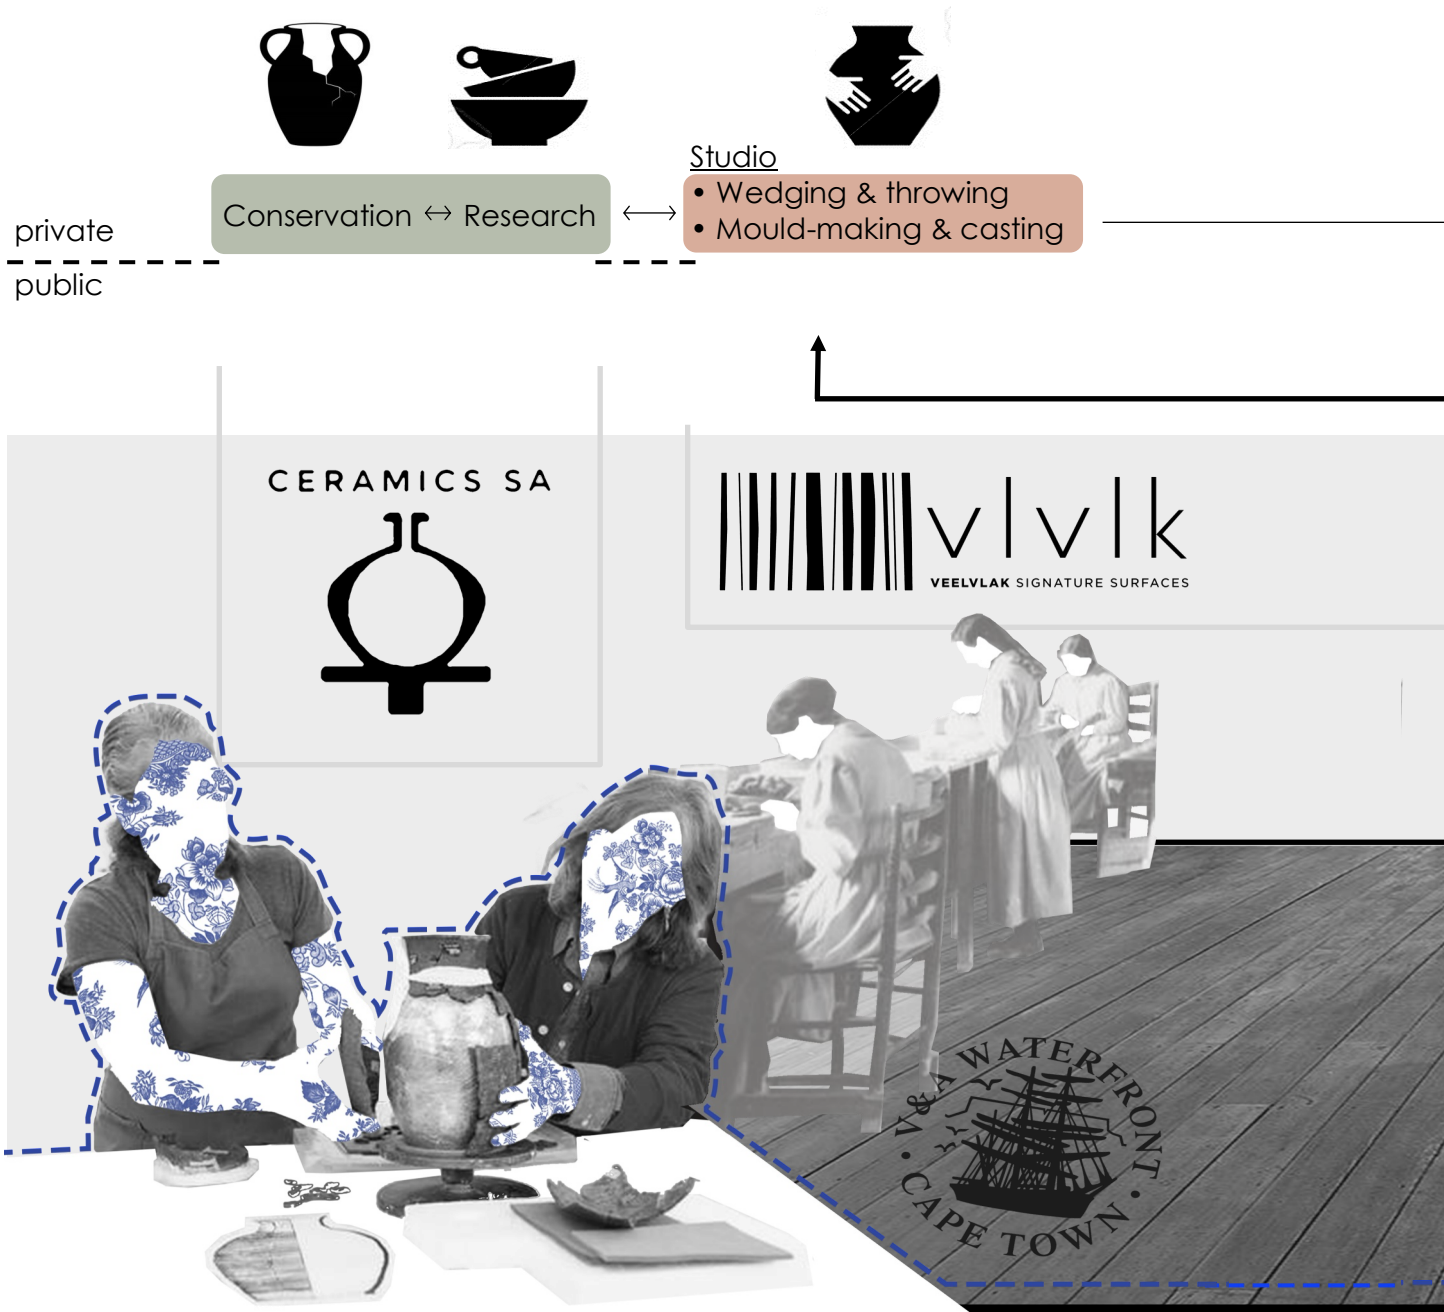 Studio
Conservation ↔ Research ↔
• Wedging & throwing
• Mould-making & casting
private
public
CERAMICS SA
vlvlk
VEELVLAK SIGNATURE SURFACES
V&A WATERFRONT
• CAPE TOWN •